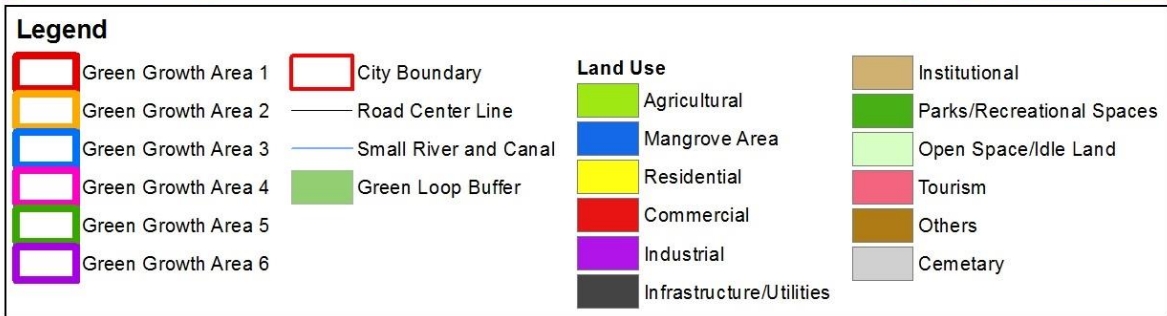 Legend
Green Growth Area 1
Green Growth Area 2
Green Growth Area 3
Green Growth Area 4
Green Growth Area 5
Green Growth Area 6
City Boundary
Road Center Line
Small River and Canal
Green Loop Buffer
Land Use
Agricultural
Mangrove Area
Residential
Commercial
Industrial
Infrastructure/Utilities
Institutional
Parks/Recreational Spaces
Open Space/Idle Land
Tourism
Others
Cemetary